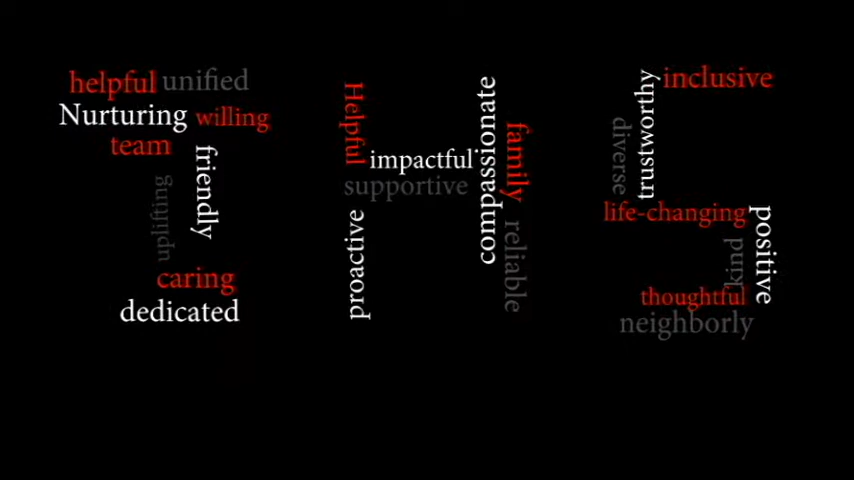 helpful unified
Nurturing willing
team
friendly
uplifting
caring
dedicated
Helpful
impactful
supportive
proactive
compassionate
family
reliable
inclusive
trustworthy
diverse
life-changing
positive
kind
thoughtful
neighborly